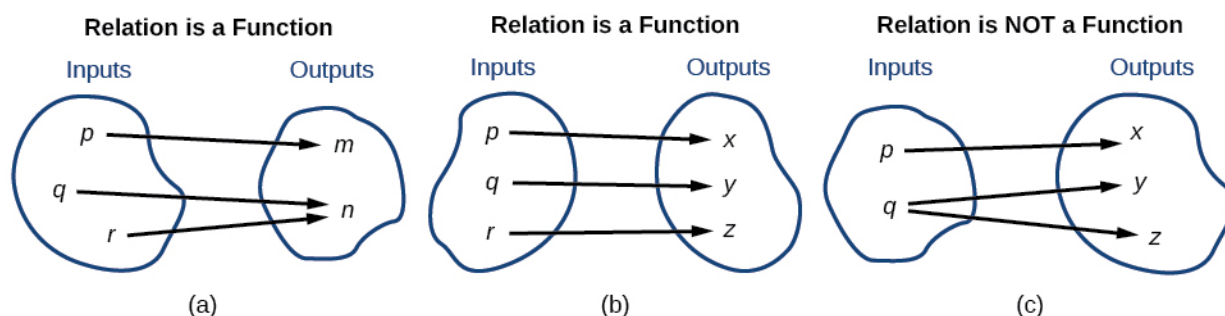 Relation is a Function
Inputs Outputs
p
q
r
m
n
(a)
Relation is a Function
Inputs Outputs
p
q
r
x
y
z
(b)
Relation is NOT a Function
Inputs Outputs
p
q
x
y
z
(c)